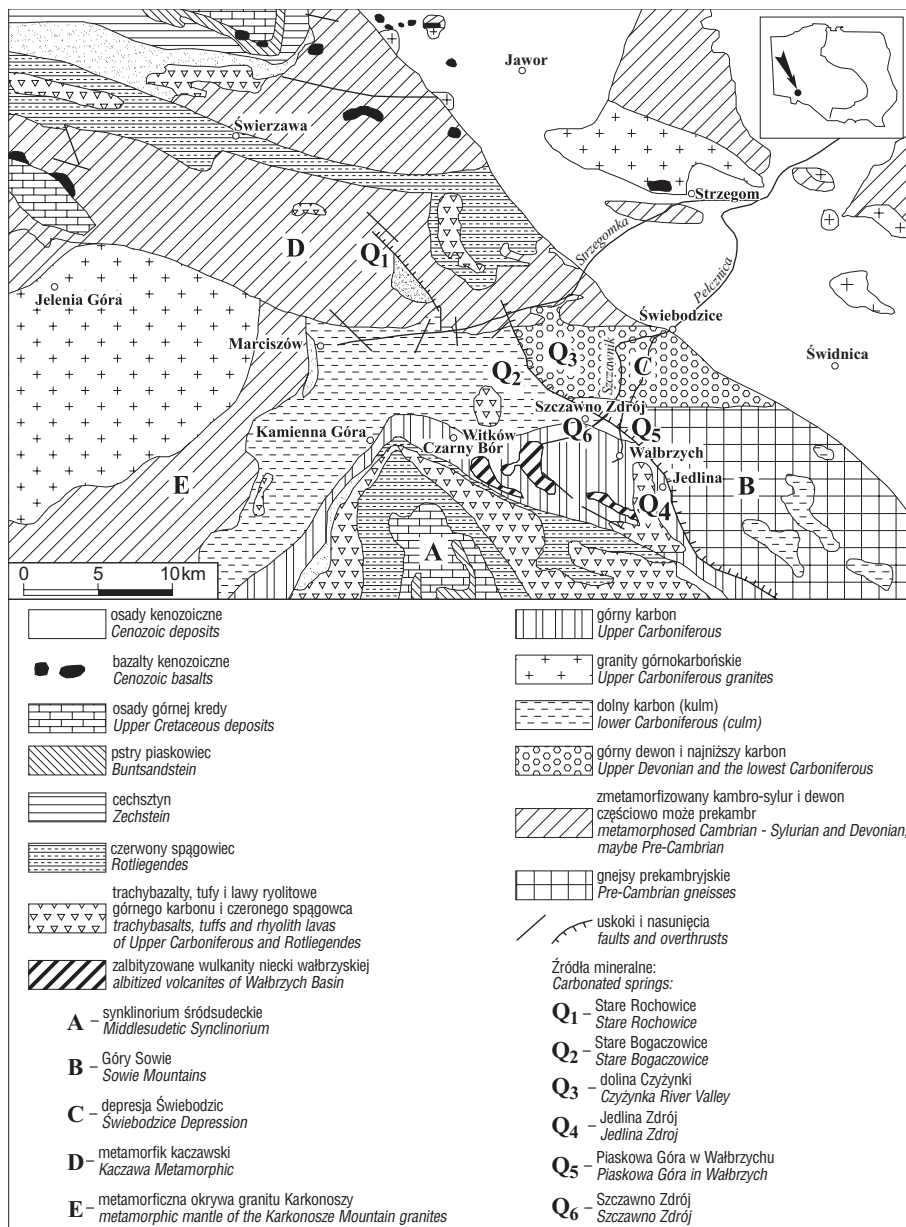 Jawor
Świerzawa
Strzegom
Strzegomka
Pełcznica
D
Q1
Jelenia Góra
Świebodzice
Marciszów
Q3
Szczawnik
C
Świdnica
Q2
Szczawno Zdrój
Kamienna Góra
Witków
Q6
Q5
Czarny Bór
Wałbrzych
E
Jedlina
B
Q4
A
0 5 10 km
osady kenozoiczne
Cenozoic deposits
bazalty kenozoiczne
Cenozoic basalts
osady górnej kredy
Upper Cretaceous deposits
pstry piaskowiec
Buntsandstein
cechsztyn
Zechstein
czerwony spągowiec
Rotliegendes
trachybazalty, tufy i lawy ryolitowe
górnego karbonu i czeronego spągowca
trachybasalts, tuffs and rhyolith lavas
of Upper Carboniferous and Rotliegendes
zalbityzowane wulkanity niecki wałbrzyskiej
albitized volcanites of Wałbrzych Basin
A – synklinorium śródsudeckie
Middlesudetic Synclinorium
B – Góry Sowie
Sowie Mountains
C – depresja Świebodzic
Świebodzice Depression
D – metamorfik kaczawski
Kaczawa Metamorphic
E – metamorficzna okrywa granitu Karkonoszy
metamorphic mantle of the Karkonosze Mountain granites
górny karbon
Upper Carboniferous
granity górnokarbońskie
Upper Carboniferous granites
dolny karbon (kulm)
lower Carboniferous (culm)
górny dewon i najniższy karbon
Upper Devonian and the lowest Carboniferous
zmetamorfizowany kambro-sylur i dewon
częściowo może prekambr
metamorphosed Cambrian - Sylurian and Devonian,
maybe Pre-Cambrian
gnejsy prekambryjskie
Pre-Cambrian gneisses
uskoki i nasunięcia
faults and overthrusts
Źródła mineralne:
Carbonated springs:
Q1 – Stare Rochowice
Stare Rochowice
Q2 – Stare Bogaczowice
Stare Bogaczowice
Q3 – dolina Czyżynki
Czyżynka River Valley
Q4 – Jedlina Zdrój
Jedlina Zdroj
Q5 – Piaskowa Góra w Wałbrzychu
Piaskowa Góra in Wałbrzych
Q6 – Szczawno Zdrój
Szczawno Zdrój